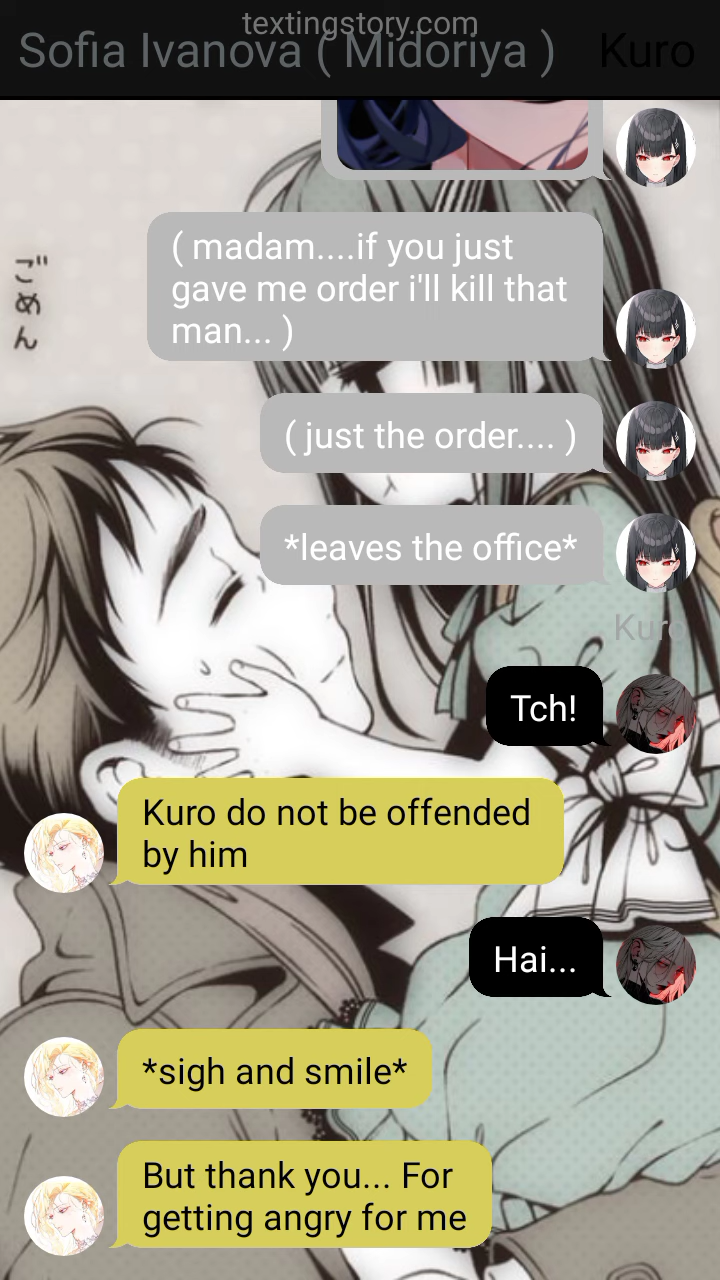 textingstory.com
Sofia Ivanova ( Midoriya )
Kuro
ごめん
( madam....if you just
gave me order i'll kill that
man... )
( just the order.... )
*leaves the office*
Kuro
Tch!
Kuro do not be offended
by him
Hai...
*sigh and smile*
But thank you... For
getting angry for me